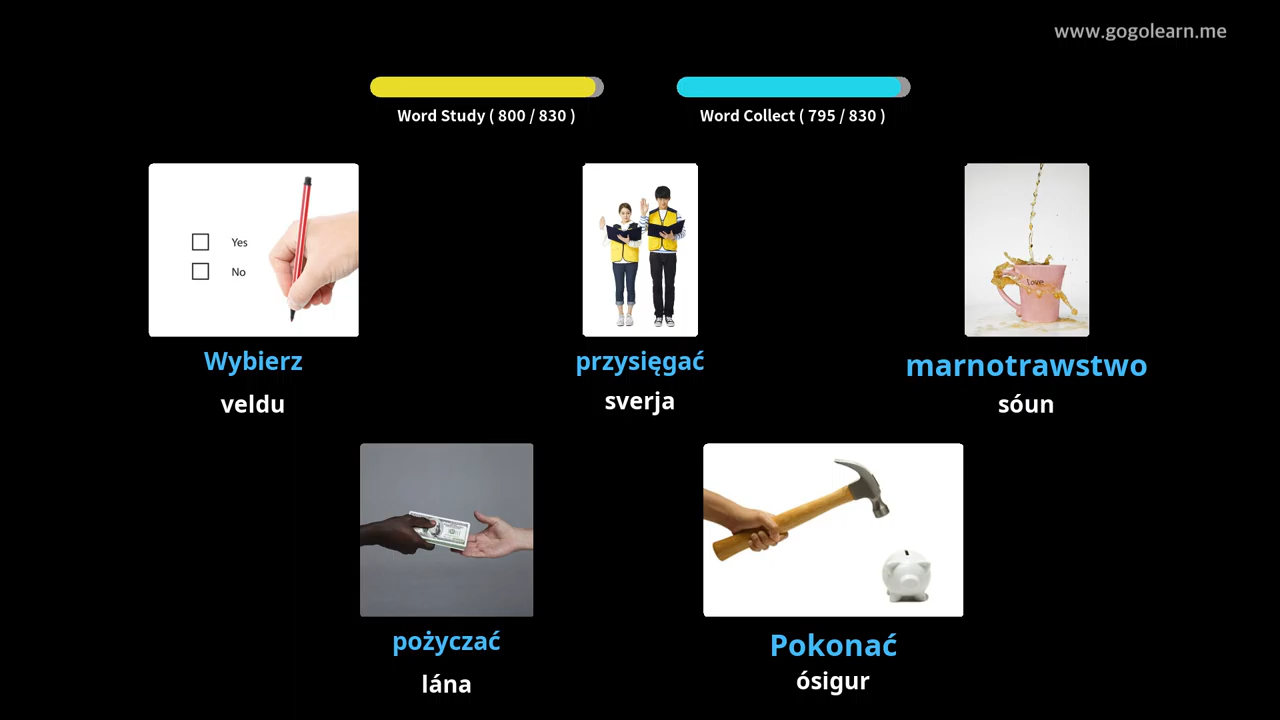 www.gogolearn.me
Word Study ( 800 / 830 )
Word Collect ( 795 / 830 )
Yes
No
Love
Wybierz
przysięgać
marnotrawstwo
veldu
sverja
sóun
pożyczać
Pokonać
lána
ósigur